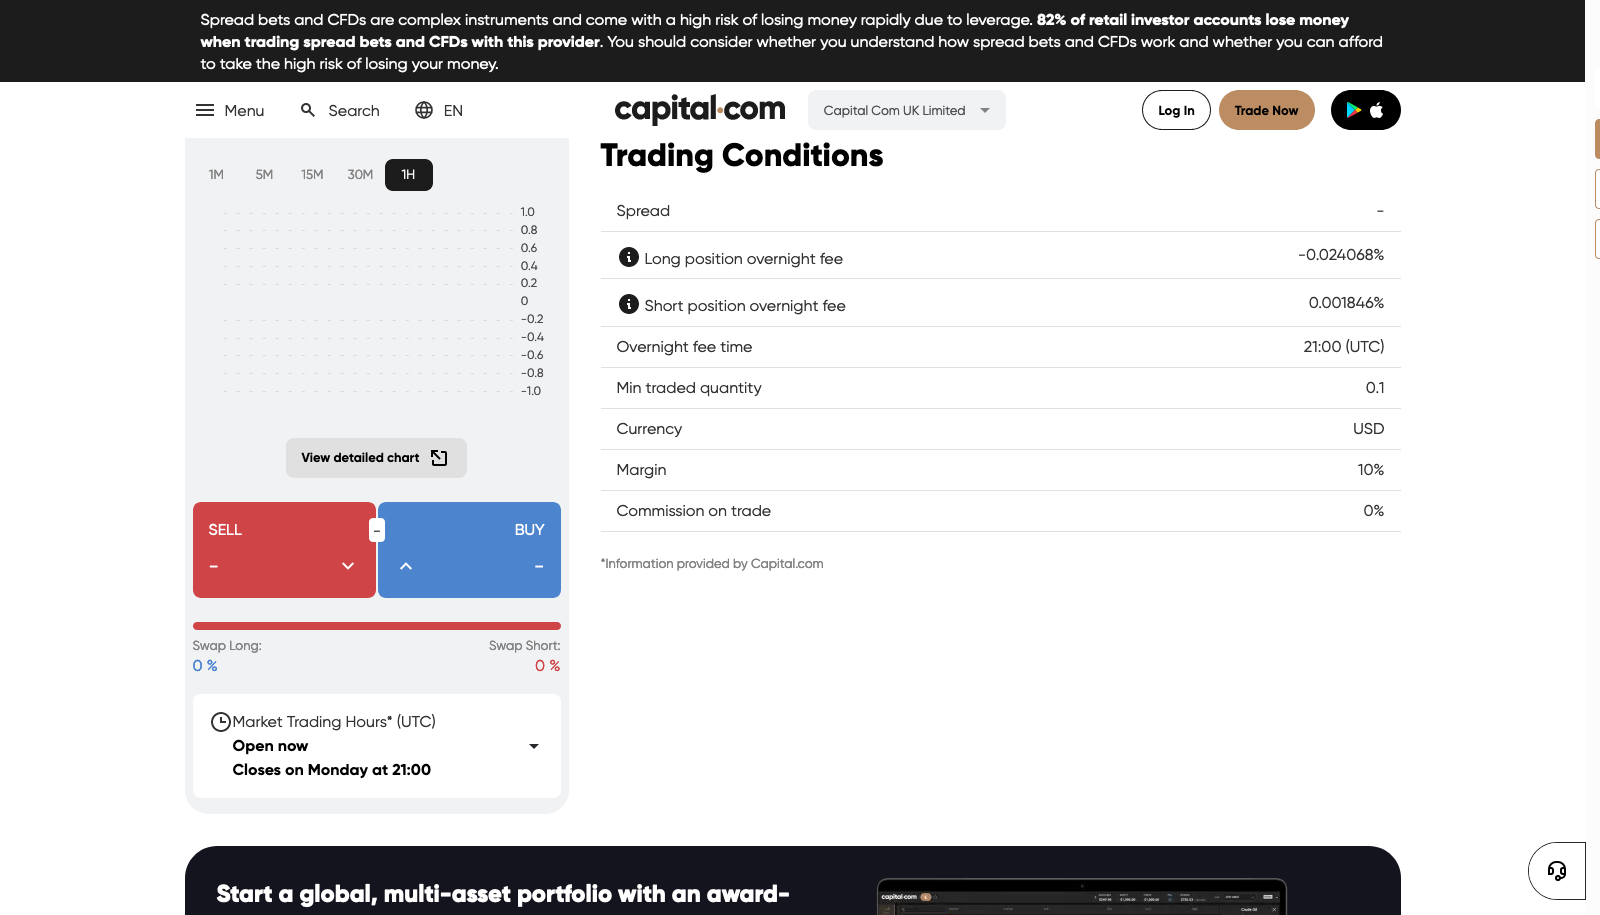 Spread bets and CFDs are complex instruments and come with a high risk of losing money rapidly due to leverage. 82% of retail investor accounts lose money
when trading spread bets and CFDs with this provider. You should consider whether you understand how spread bets and CFDs work and whether you can afford
to take the high risk of losing your money.
Menu Search EN capital.com Capital Com UK Limited Log In Trade Now
1M 5M 15M 30M 1H
1.0
0.8
0.6
0.4
0.2
0
-0.2
-0.4
-0.6
-0.8
-1.0
View detailed chart
SELL - BUY
- -
Swap Long: Swap Short:
0 % 0 %
Market Trading Hours* (UTC)
Open now
Closes on Monday at 21:00
Trading Conditions
Spread -
Long position overnight fee -0.024068%
Short position overnight fee 0.001846%
Overnight fee time 21:00 (UTC)
Min traded quantity 0.1
Currency USD
Margin 10%
Commission on trade 0%
*Information provided by Capital.com
Start a global, multi-asset portfolio with an award-
capital.com